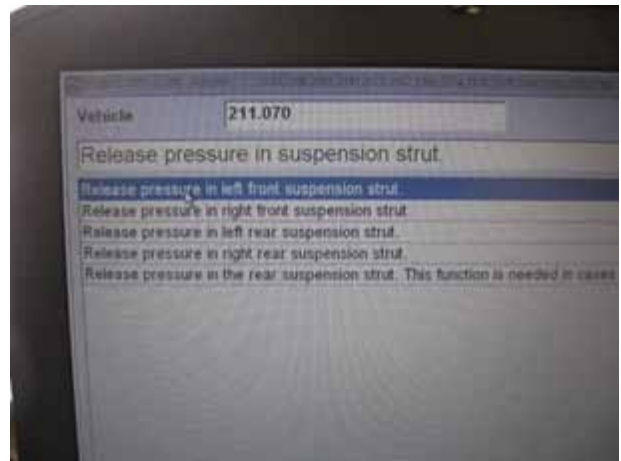 Vehicle 211.070
Release pressure in suspension strut.
Release pressure in left front suspension strut.
Release pressure in right front suspension strut.
Release pressure in left rear suspension strut.
Release pressure in right rear suspension strut.
Release pressure in the rear suspension strut. This function is needed in cases